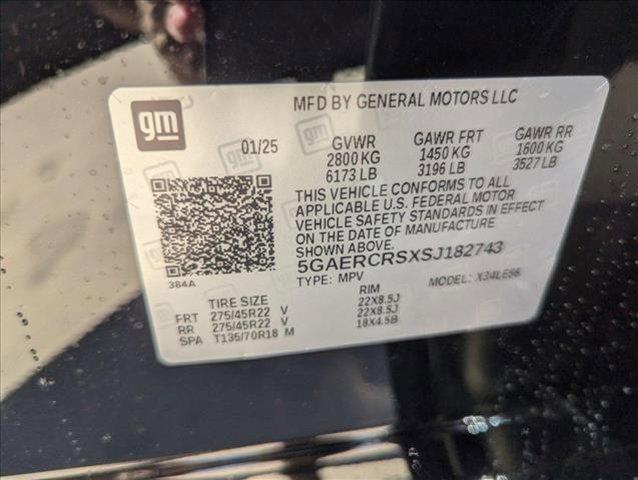 gm
MFD BY GENERAL MOTORS LLC
01/25 GVWR GAWR FRT GAWR RR
2800 KG 1450 KG 1600 KG
6173 LB 3196 LB 3527 LB
THIS VEHICLE CONFORMS TO ALL
APPLICABLE U.S. FEDERAL MOTOR
VEHICLE SAFETY STANDARDS IN EFFECT
ON THE DATE OF MANUFACTURE
SHOWN ABOVE.
5GAERCRSXSJ182743
384A
TYPE: MPV MODEL: X34LE56
TIRE SIZE RIM
FRT 275/45R22 V 22X8.5J
RR 275/45R22 V 22X8.5J
SPA T135/70R18 M 18X4.5B